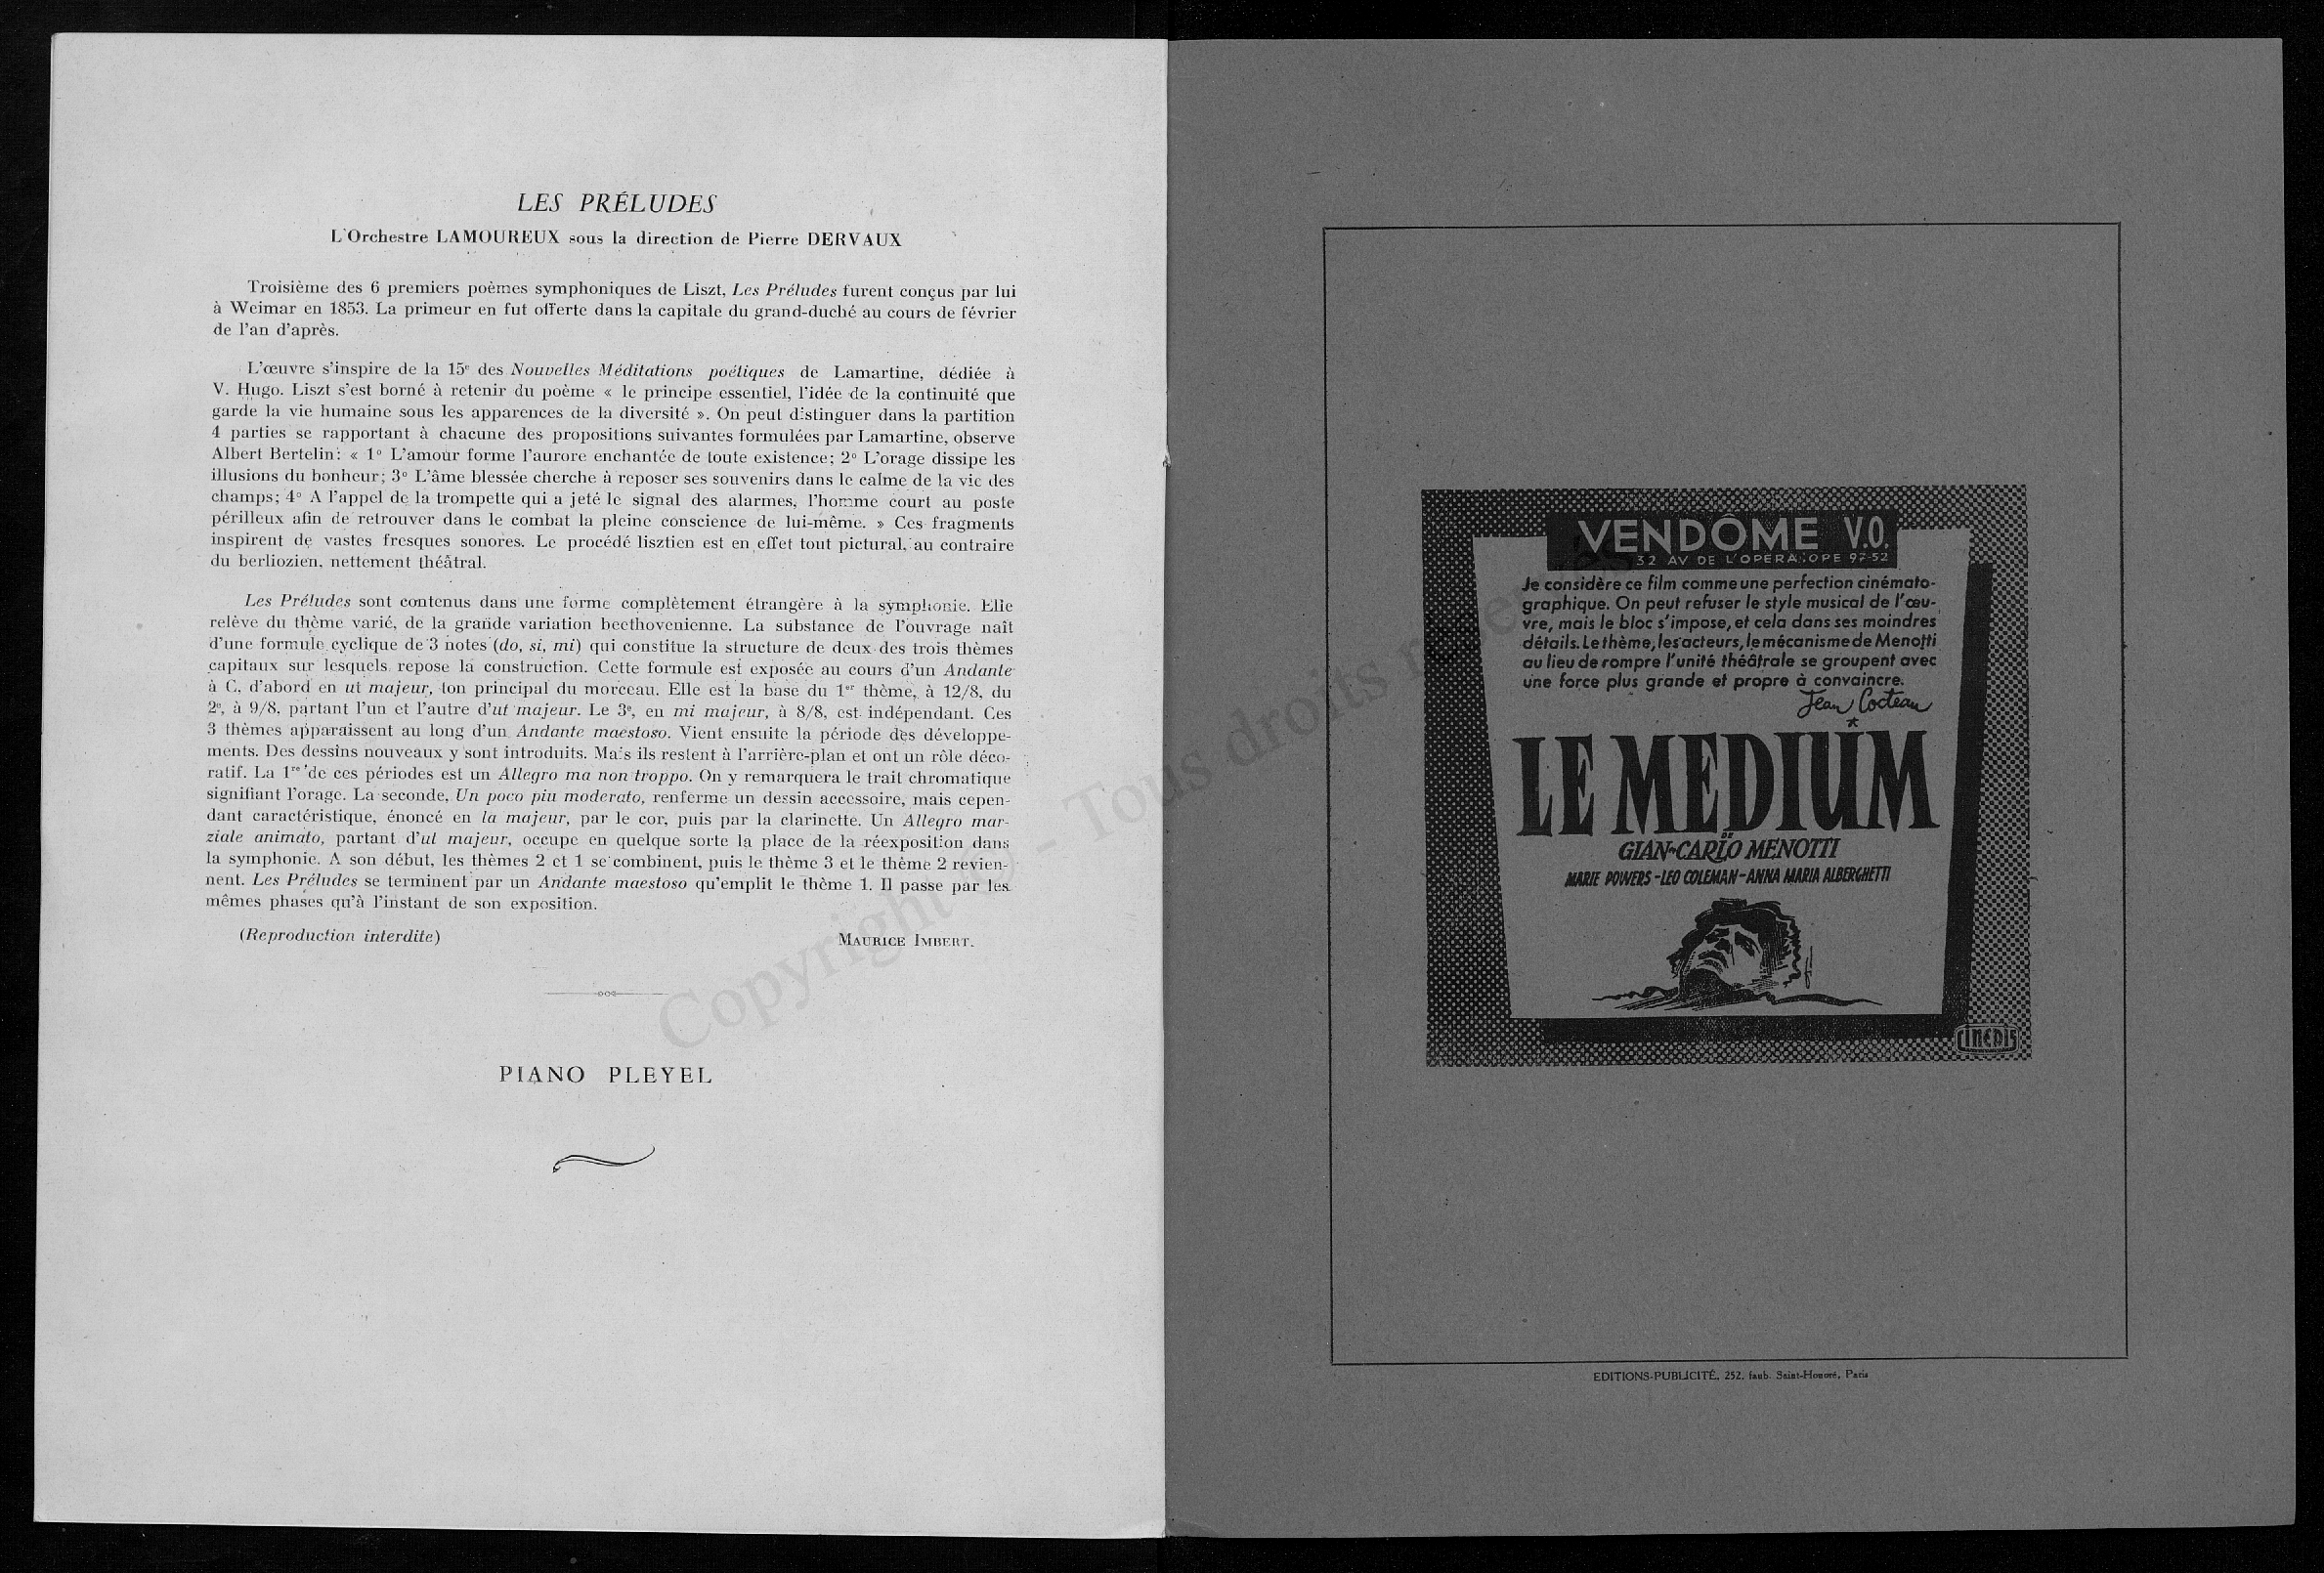 LES PRÉLUDES
L'Orchestre LAMOUREUX sous la direction de Pierre DERVAUX
Troisième des 6 premiers poèmes symphoniques de Liszt, Les Préludes furent conçus par lui
à Weimar en 1853. La primeur en fut offerte dans la capitale du grand-duché au cours de février
de l'an d'après.
L'œuvre s'inspire de la 15e des Nouvelles Méditations poétiques de Lamartine, dédiée à
V. Hugo. Liszt s'est borné à retenir du poème « le principe essentiel, l'idée de la continuité que
garde la vie humaine sous les apparences de la diversité ». On peut distinguer dans la partition
4 parties se rapportant à chacune des propositions suivantes formulées par Lamartine, observe
Albert Bertelin: « 1° L'amour forme l'aurore enchantée de toute existence; 2° L'orage dissipe les
illusions du bonheur; 3° L'âme blessée cherche à reposer ses souvenirs dans le calme de la vie des
champs; 4° A l'appel de la trompette qui a jeté le signal des alarmes, l'homme court au poste
périlleux afin de retrouver dans le combat la pleine conscience de lui-même. » Ces fragments
inspirent de vastes fresques sonores. Le procédé lisztien est en effet tout pictural, au contraire
du berliozien, nettement théâtral.
Les Préludes sont contenus dans une forme complètement étrangère à la symphonie. Elle
relève du thème varié, de la grande variation beethovenienne. La substance de l'ouvrage naît
d'une formule cyclique de 3 notes (do, si, mi) qui constitue la structure de deux des trois thèmes
capitaux sur lesquels repose la construction. Cette formule est exposée au cours d'un Andante
à C, d'abord en ut majeur, ton principal du morceau. Elle est la base du 1er thème, à 12/8, du
2e, à 9/8, partant l'un et l'autre d'ut majeur. Le 3e, en mi majeur, à 8/8, est indépendant. Ces
3 thèmes apparaissent au long d'un Andante maestoso. Vient ensuite la période des développe-
ments. Des dessins nouveaux y sont introduits. Mais ils restent à l'arrière-plan et ont un rôle déco-
ratif. La 1re de ces périodes est un Allegro ma non troppo. On y remarquera le trait chromatique
signifiant l'orage. La seconde, Un poco piu moderato, renferme un dessin accessoire, mais cepen-
dant caractéristique, énoncé en la majeur, par le cor, puis par la clarinette. Un Allegro mar-
ziale animato, partant d'ut majeur, occupe en quelque sorte la place de la réexposition dans
la symphonie. A son début, les thèmes 2 et 1 se combinent, puis le thème 3 et le thème 2 revien-
nent. Les Préludes se terminent par un Andante maestoso qu'emplit le thème 1. Il passe par les
mêmes phases qu'à l'instant de son exposition.
(Reproduction interdite) MAURICE IMBERT.
PIANO PLEYEL
VENDÔME V.O.
32 AV DE L'OPÉRA. OPE 97-52
Je considère ce film comme une perfection cinémato-
graphique. On peut refuser le style musical de l'œu-
vre, mais le bloc s'impose, et cela dans ses moindres
détails. Le thème, les acteurs, le mécanisme de Menotti
au lieu de rompre l'unité théâtrale se groupent avec
une force plus grande et propre à convaincre.
Jean Cocteau
LE MEDIUM
DE
GIAN-CARLO MENOTTI
MARIE POWERS - LEO COLEMAN - ANNA MARIA ALBERGHETTI
CINEDIS
EDITIONS-PUBLICITÉ, 252, faub. Saint-Honoré, Paris
Copyright © - Tous droits réservés